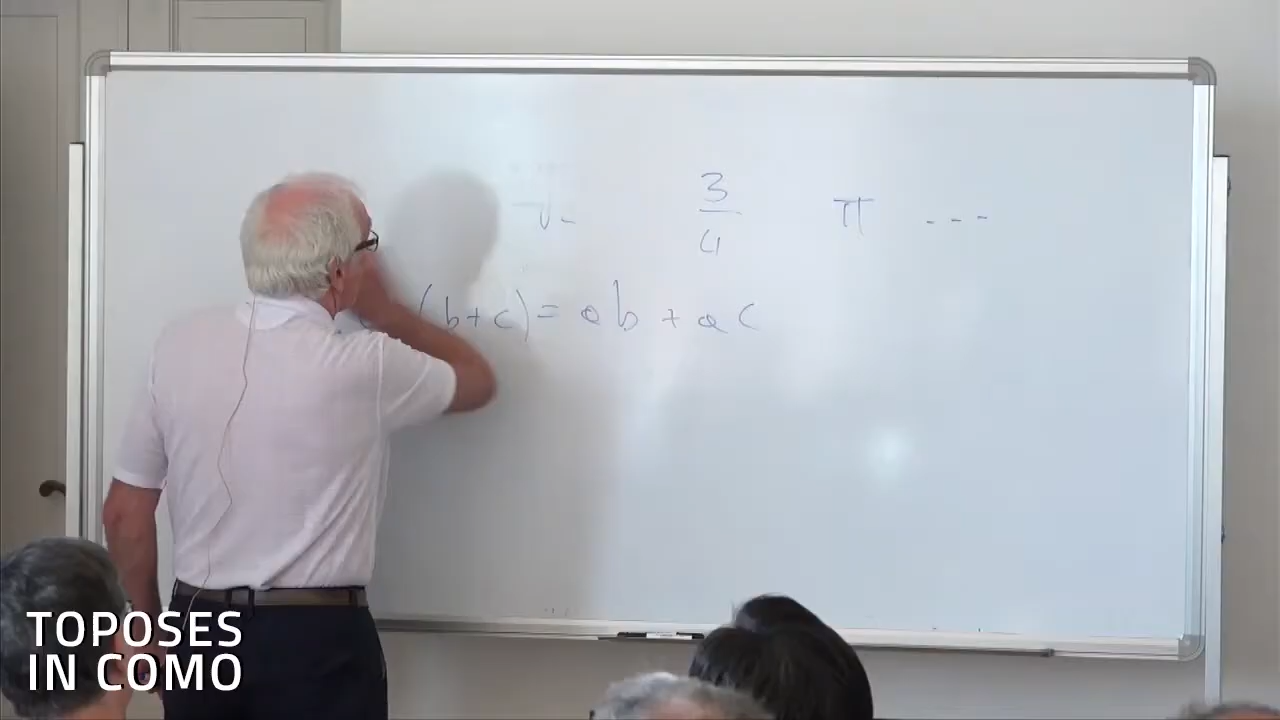 3/4 π ---
(b+c) = ab + ac
TOPOSES
IN COMO